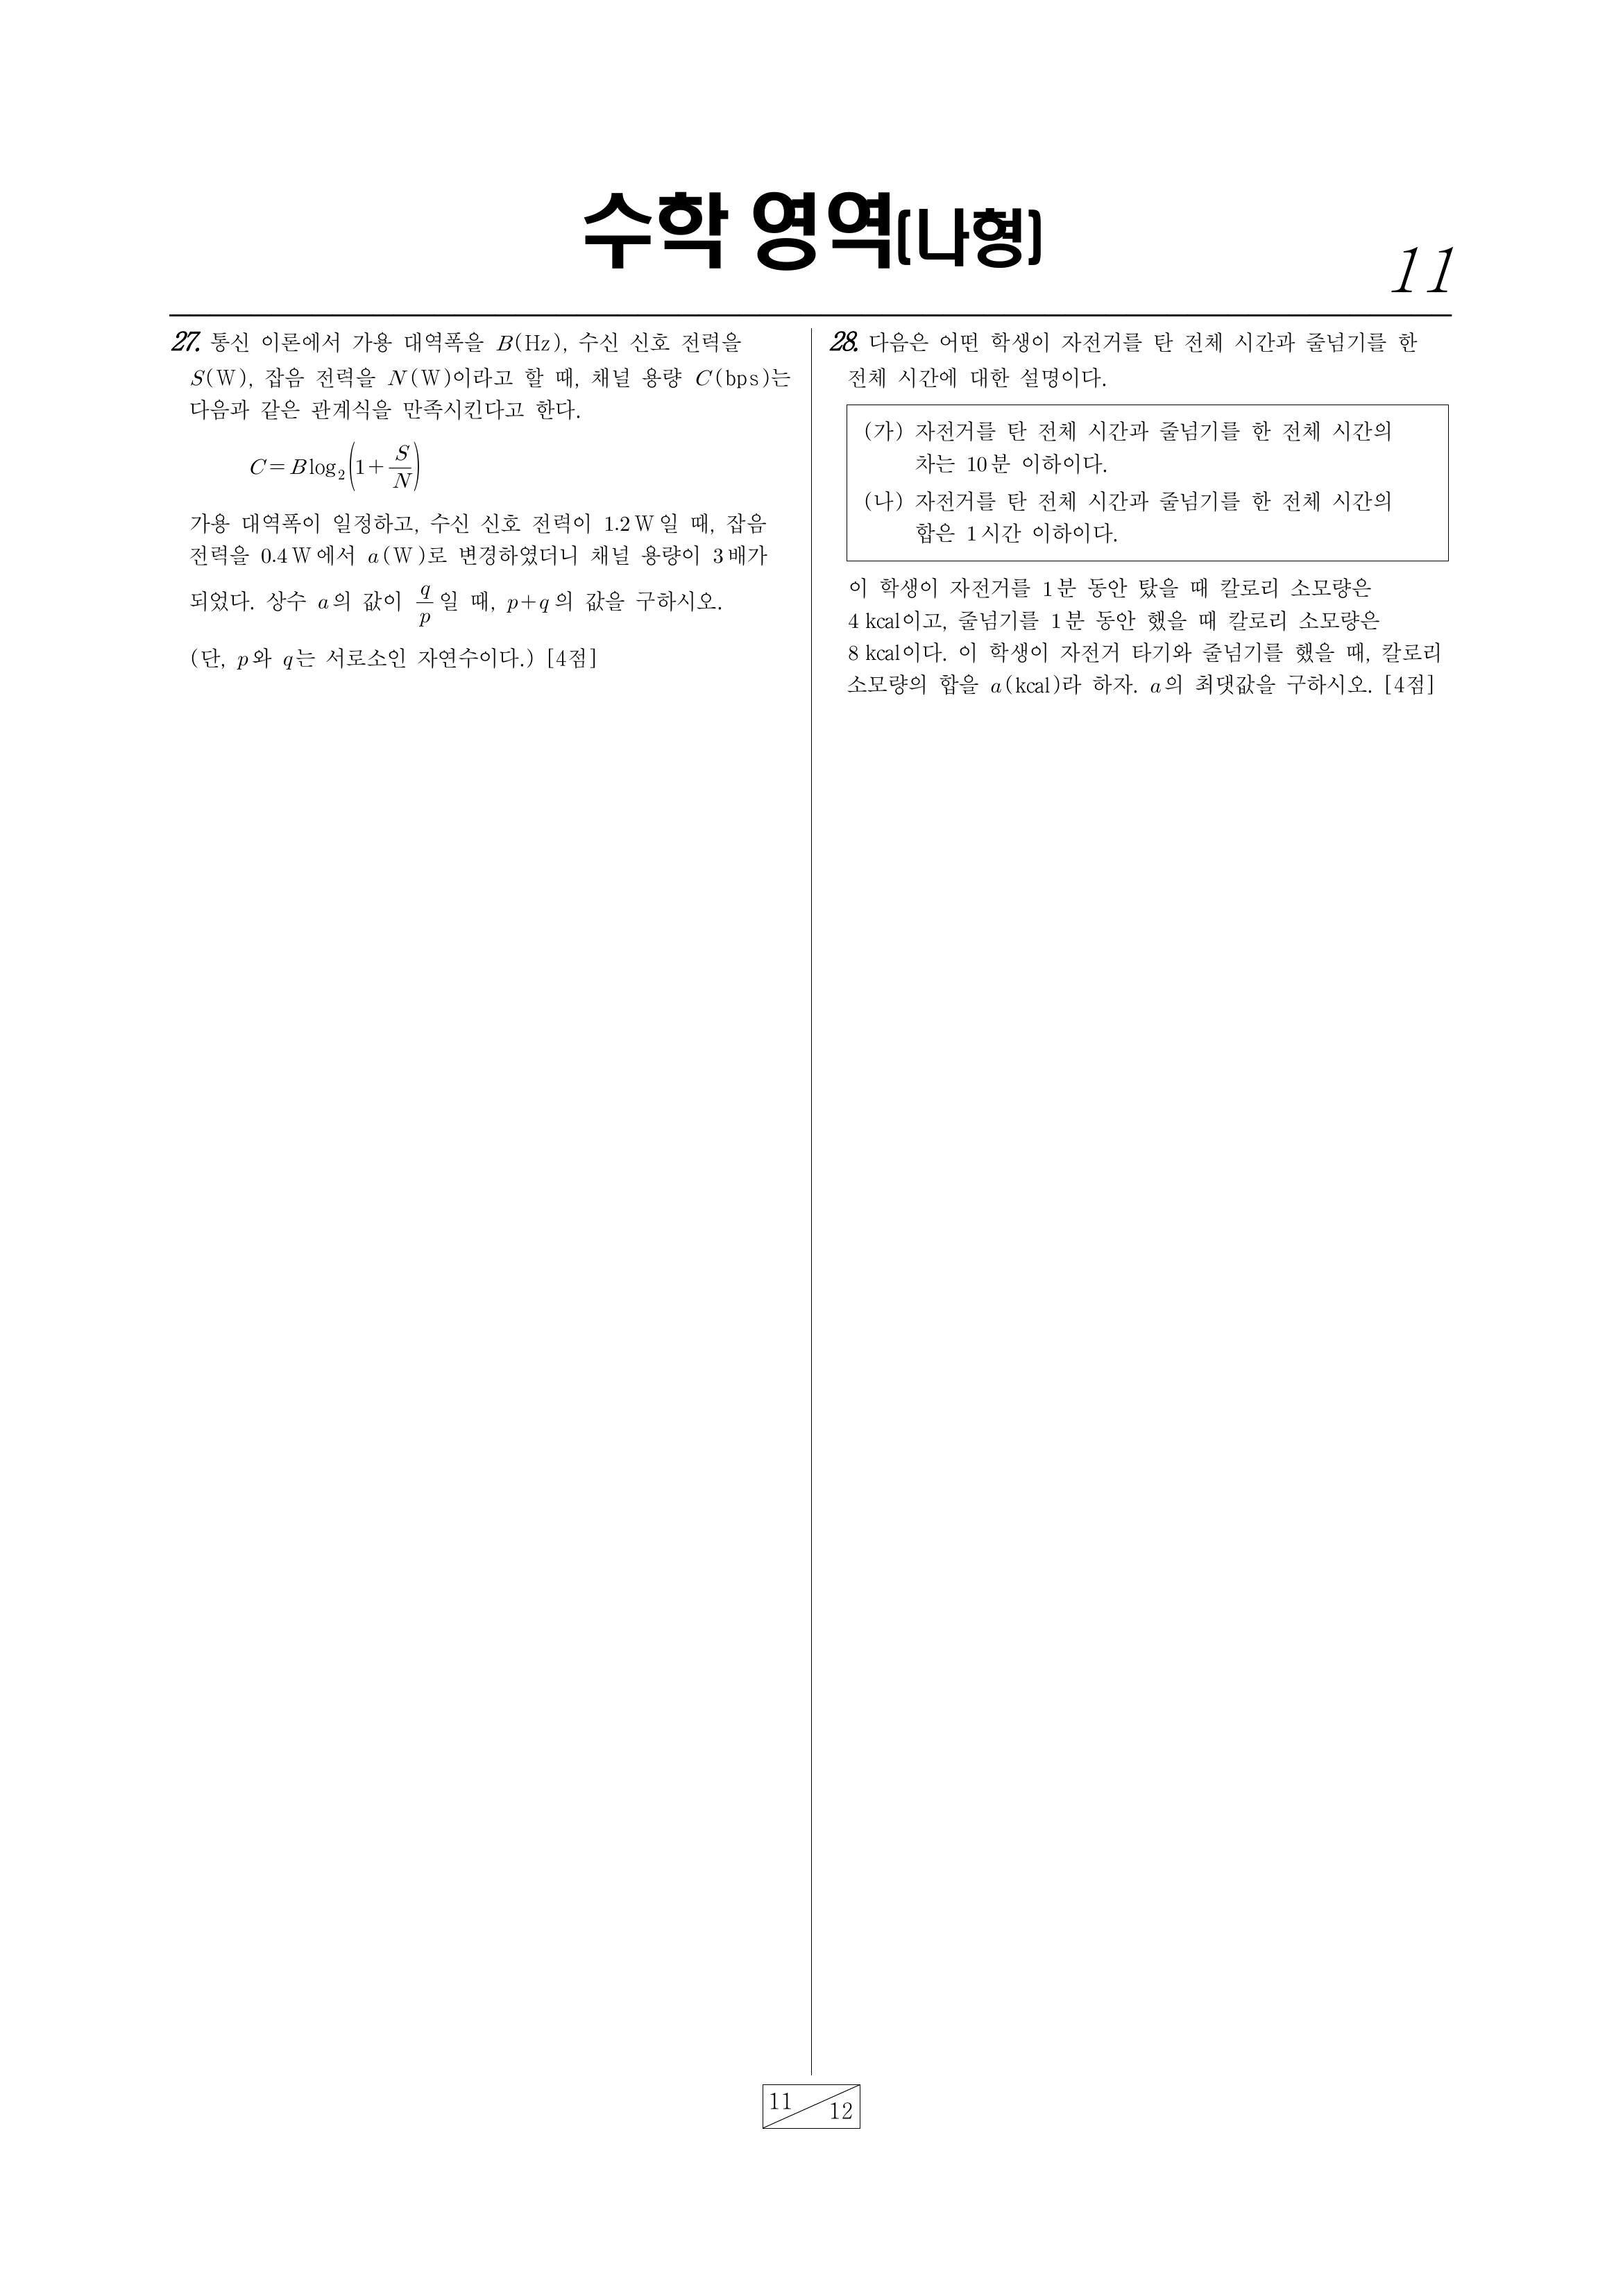 수학 영역(나형)
11
27. 통신 이론에서 가용 대역폭을 B(Hz), 수신 신호 전력을
S(W), 잡음 전력을 N(W)이라고 할 때, 채널 용량 C(bps)는
다음과 같은 관계식을 만족시킨다고 한다.
C=Blog₂(1+S/N)
가용 대역폭이 일정하고, 수신 신호 전력이 1.2W일 때, 잡음
전력을 0.4W에서 a(W)로 변경하였더니 채널 용량이 3배가
되었다. 상수 a의 값이 q/p일 때, p+q의 값을 구하시오.
(단, p와 q는 서로소인 자연수이다.) [4점]
28. 다음은 어떤 학생이 자전거를 탄 전체 시간과 줄넘기를 한
전체 시간에 대한 설명이다.
(가) 자전거를 탄 전체 시간과 줄넘기를 한 전체 시간의
차는 10분 이하이다.
(나) 자전거를 탄 전체 시간과 줄넘기를 한 전체 시간의
합은 1시간 이하이다.
이 학생이 자전거를 1분 동안 탔을 때 칼로리 소모량은
4 kcal이고, 줄넘기를 1분 동안 했을 때 칼로리 소모량은
8 kcal이다. 이 학생이 자전거 타기와 줄넘기를 했을 때, 칼로리
소모량의 합을 a(kcal)라 하자. a의 최댓값을 구하시오. [4점]
11
12